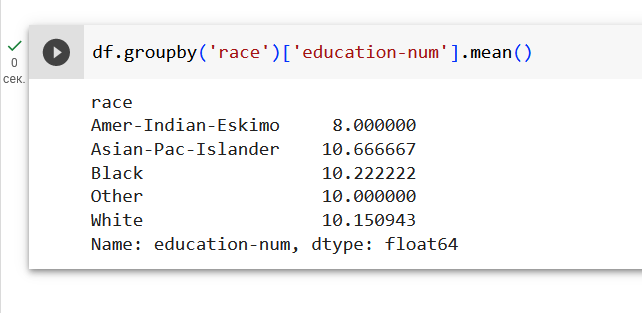 df.groupby('race')['education-num'].mean()
0
сек.
race
Amer-Indian-Eskimo     8.000000
Asian-Pac-Islander    10.666667
Black                 10.222222
Other                 10.000000
White                 10.150943
Name: education-num, dtype: float64